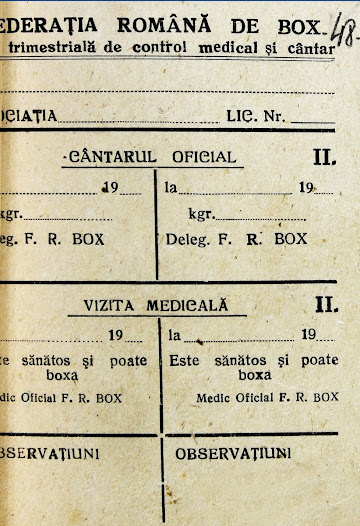 EDERAȚIA ROMÂNĂ DE BOX 48
trimestrială de control medical și cântar
OCIAȚIA LIC. Nr.
CÂNTARUL OFICIAL II.
19 la 19
kgr. kgr.
eg. F. R. BOX Deleg. F. R. BOX
VIZITA MEDICALĂ II.
19 la 19
te sănătos și poate Este sănătos și poate
boxa boxa
dic Oficial F. R. BOX Medic Oficial F. R. BOX
BSERVAȚIUNI OBSERVAȚIUNI